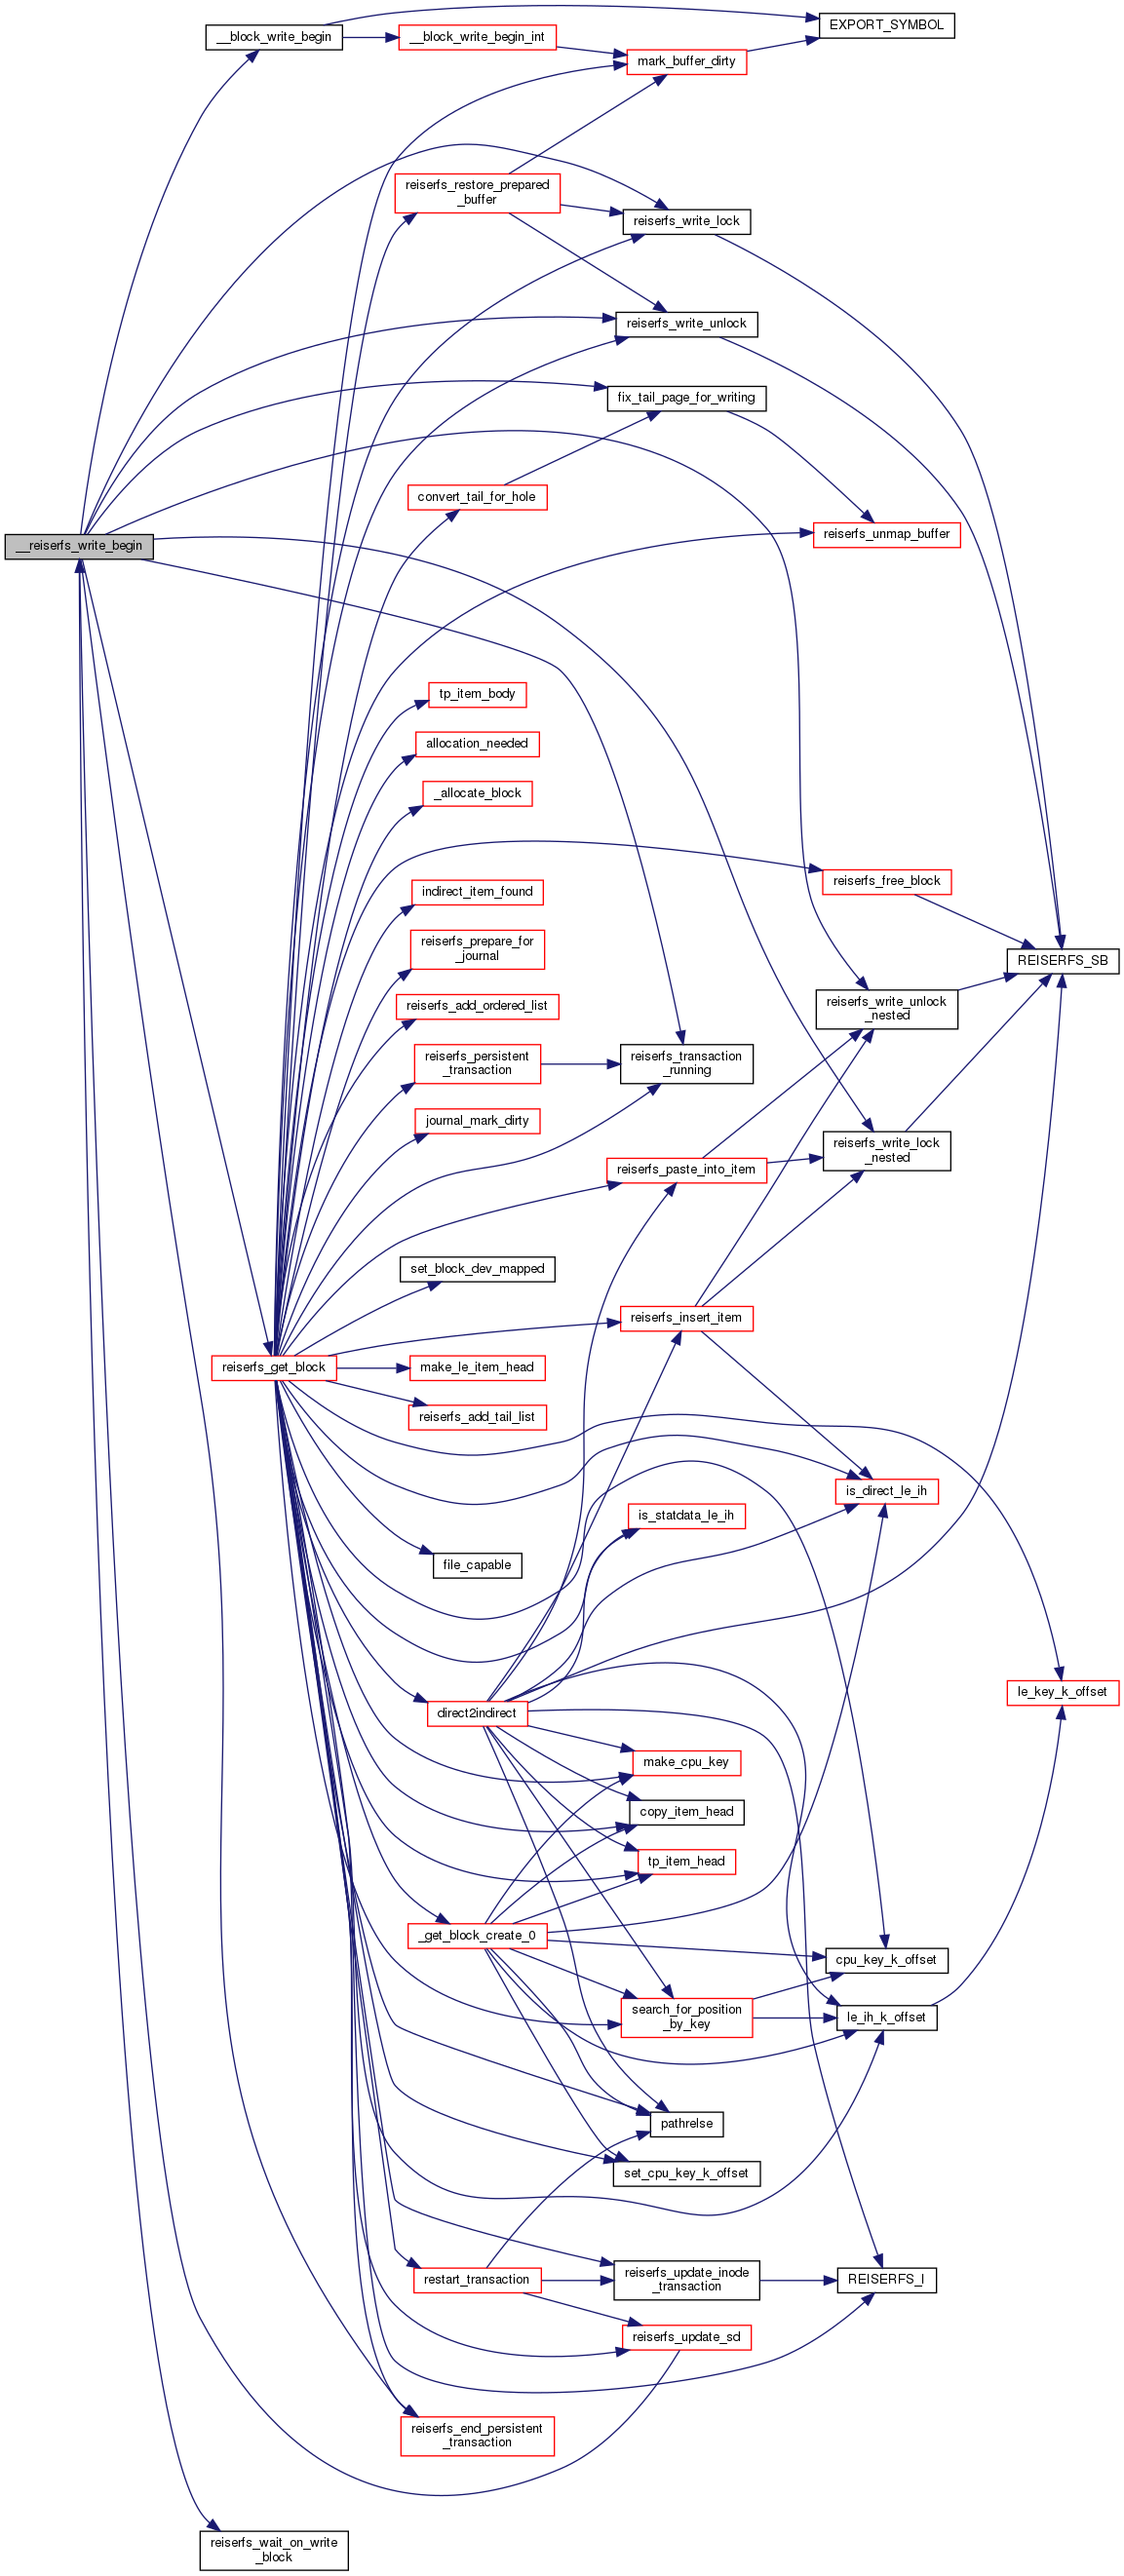 __block_write_begin
EXPORT_SYMBOL
__block_write_begin_int
mark_buffer_dirty
reiserfs_restore_prepared
_buffer
reiserfs_write_lock
reiserfs_write_unlock
fix_tail_page_for_writing
convert_tail_for_hole
reiserfs_unmap_buffer
__reiserfs_write_begin
tp_item_body
allocation_needed
_allocate_block
reiserfs_free_block
indirect_item_found
reiserfs_prepare_for
_journal
REISERFS_SB
reiserfs_add_ordered_list
reiserfs_write_unlock
_nested
reiserfs_persistent
_transaction
reiserfs_transaction
_running
journal_mark_dirty
reiserfs_write_lock
_nested
reiserfs_paste_into_item
set_block_dev_mapped
reiserfs_insert_item
reiserfs_get_block
make_le_item_head
reiserfs_add_tail_list
is_direct_le_ih
is_statdata_le_ih
file_capable
le_key_k_offset
direct2indirect
make_cpu_key
copy_item_head
tp_item_head
_get_block_create_0
cpu_key_k_offset
search_for_position
_by_key
le_ih_k_offset
pathrelse
set_cpu_key_k_offset
restart_transaction
reiserfs_update_inode
_transaction
REISERFS_I
reiserfs_update_sd
reiserfs_end_persistent
_transaction
reiserfs_wait_on_write
_block